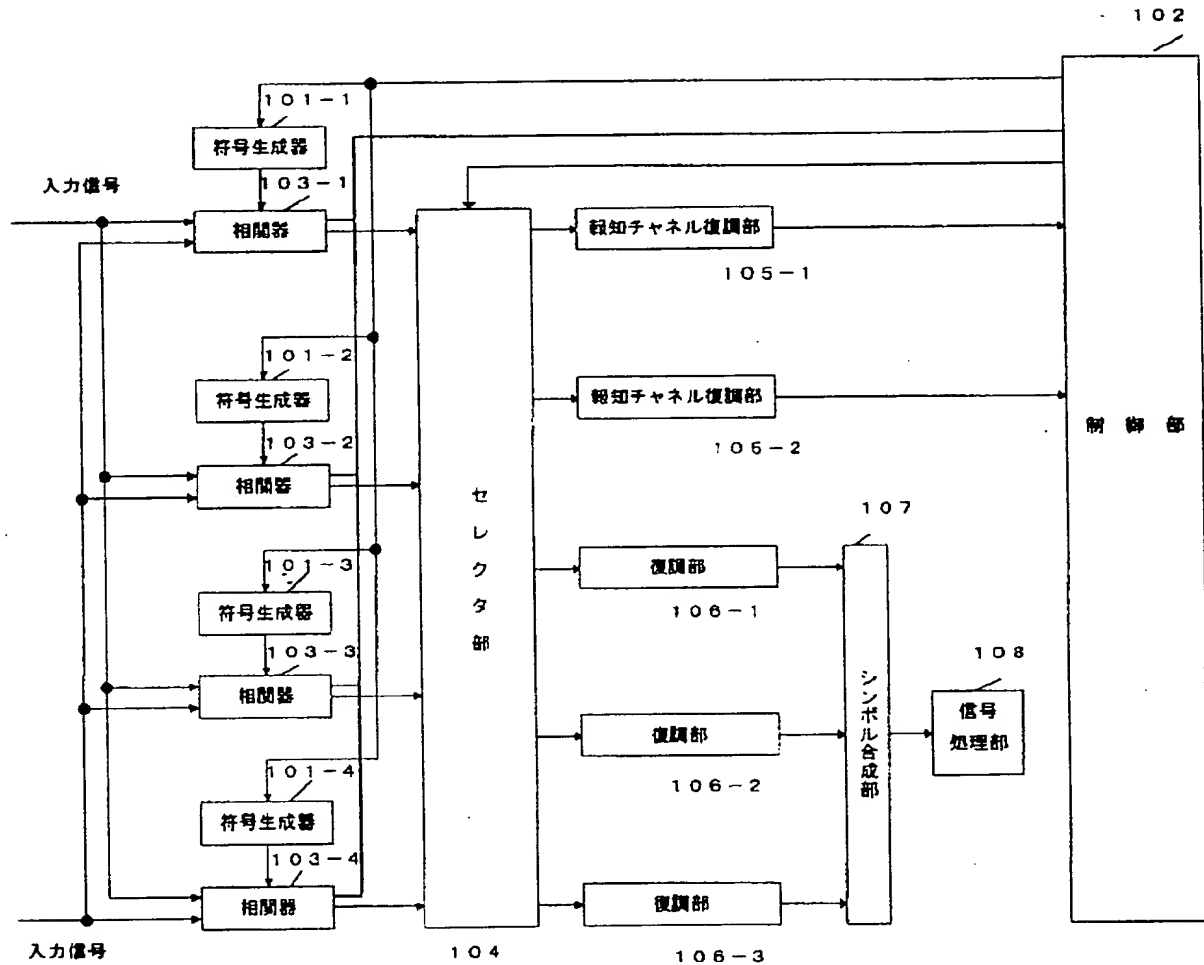 102
101-1
符号生成器
入力信号
103-1
相関器
報知チャネル復調部
105-1
101-2
符号生成器
報知チャネル復調部
制御部
103-2
105-2
相関器
セレクタ部
107
101-3
復調部
符号生成器
106-1
103-3
108
相関器
シンボル合成部
信号
処理部
復調部
101-4
106-2
符号生成器
103-4
相関器
復調部
入力信号
104
106-3